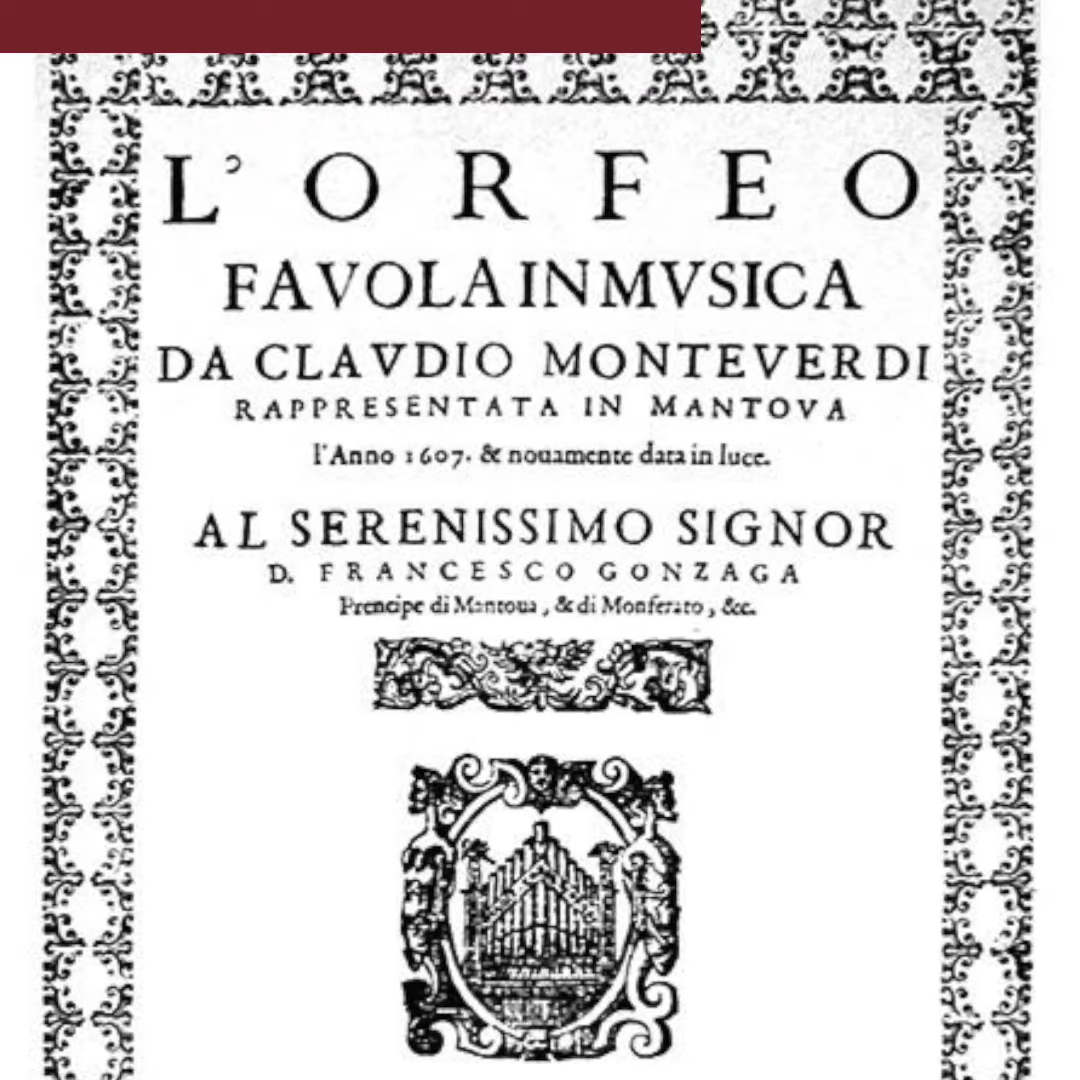 L'ORFEO
FAVOLA IN MVSICA
DA CLAVDIO MONTEVERDI
RAPPRESENTATA IN MANTOVA
l'Anno 1607. & nouamente data in luce.
AL SERENISSIMO SIGNOR
D. FRANCESCO GONZAGA
Prencipe di Mantoua, & di Monferato, &c.